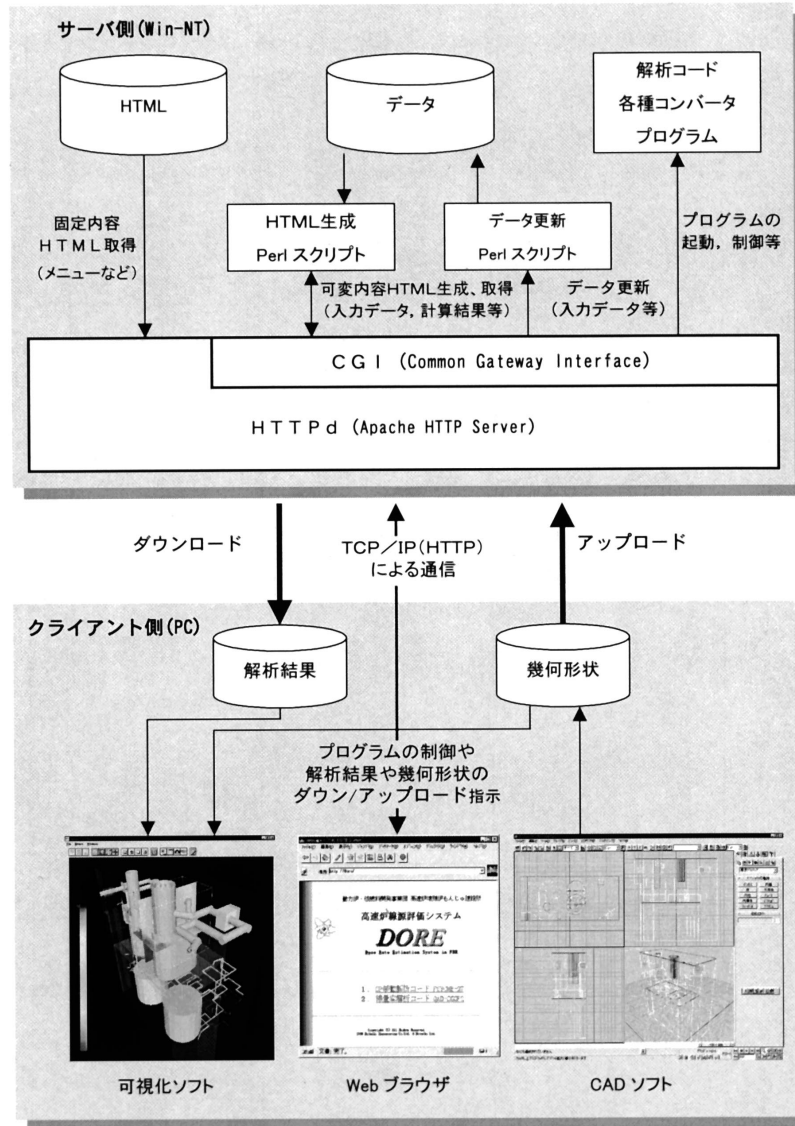 サーバ側(Win-NT)
HTML
データ
解析コード
各種コンバータ
プログラム
固定内容
HTML取得
(メニューなど)
HTML生成
Perl スクリプト
データ更新
Perl スクリプト
プログラムの
起動，制御等
可変内容HTML生成、取得
(入力データ，計算結果等)
データ更新
(入力データ等)
CGI (Common Gateway Interface)
HTTPd (Apache HTTP Server)
ダウンロード
TCP／IP(HTTP)
による通信
アップロード
クライアント側(PC)
解析結果
幾何形状
プログラムの制御や
解析結果や幾何形状の
ダウン/アップロード指示
高速炉線源評価システム
DORE
Dose Rate Estimation System in FBR
1.
2.
可視化ソフト
Web ブラウザ
CAD ソフト